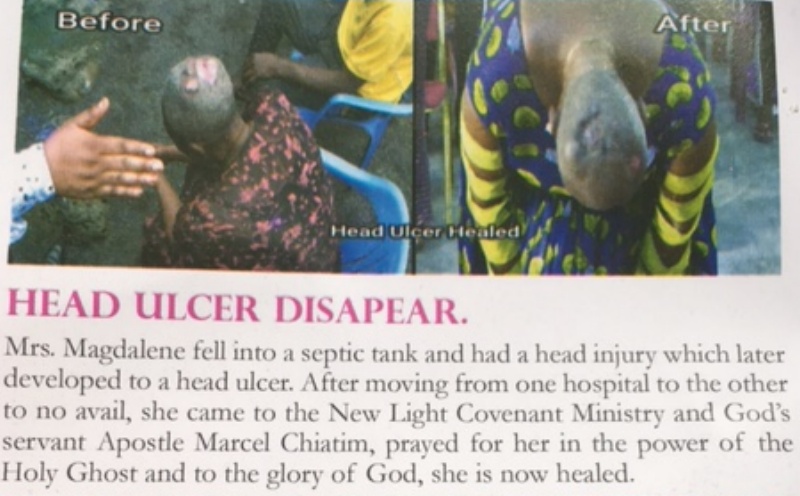 Before
After
Head Ulcer Healed
HEAD ULCER DISAPEAR.
Mrs. Magdalene fell into a septic tank and had a head injury which later
developed to a head ulcer. After moving from one hospital to the other
to no avail, she came to the New Light Covenant Ministry and God's
servant Apostle Marcel Chiatim, prayed for her in the power of the
Holy Ghost and to the glory of God, she is now healed.